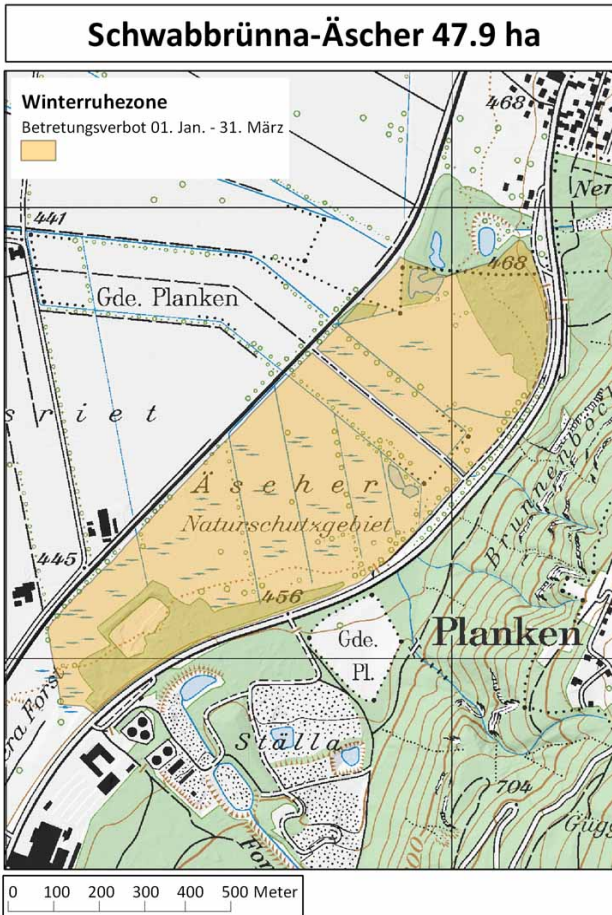 Schwabbrünna-Äscher 47.9 ha
Winterruhezone
Betretungsverbot 01. Jan. - 31. März
468
441
Gde. Planken
468
s r i e t
Äscher
Naturschutzgebiet
445
456
Gde.
Pl.
Planken
Ställa
704
0 100 200 300 400 500 Meter